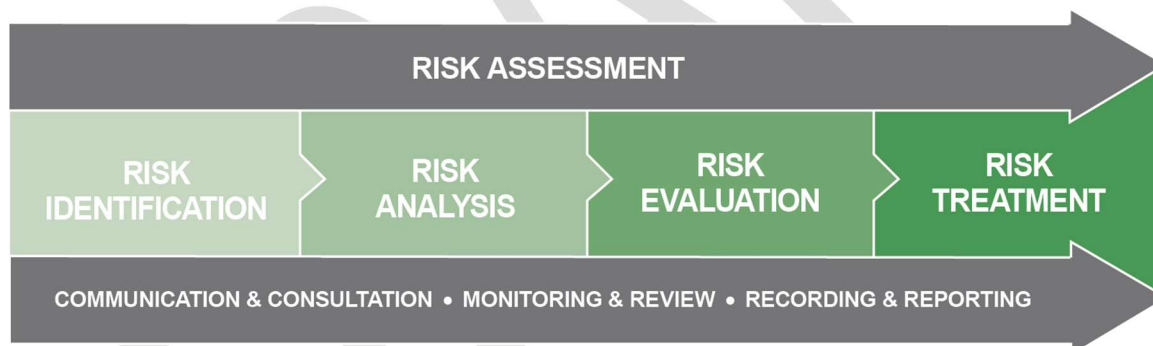 RISK ASSESSMENT
RISK
IDENTIFICATION
RISK
ANALYSIS
RISK
EVALUATION
RISK
TREATMENT
COMMUNICATION & CONSULTATION • MONITORING & REVIEW • RECORDING & REPORTING